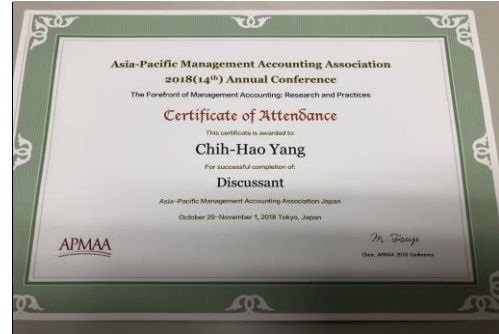 Asia-Pacific Management Accounting Association
2018(14th) Annual Conference
The Forefront of Management Accounting: Research and Practices
Certificate of Attendance
This certificate is awarded to:
Chih-Hao Yang
For successful completion of:
Discussant
Asia-Pacific Management Accounting Association Japan
October 29-November 1, 2018 Tokyo, Japan
APMAA
Chair, APMAA 2018 Conference